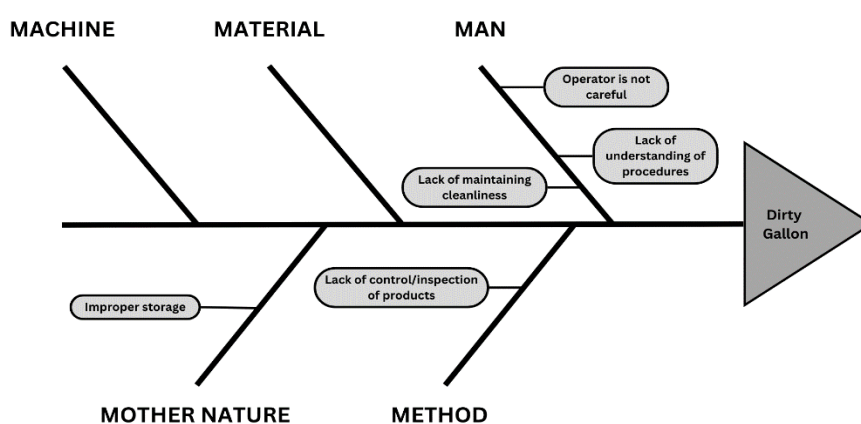 MACHINE
MATERIAL
MAN
Operator is not
careful
Lack of
understanding of
procedures
Lack of maintaining
cleanliness
Dirty
Gallon
Lack of control/inspection
of products
Improper storage
MOTHER NATURE
METHOD